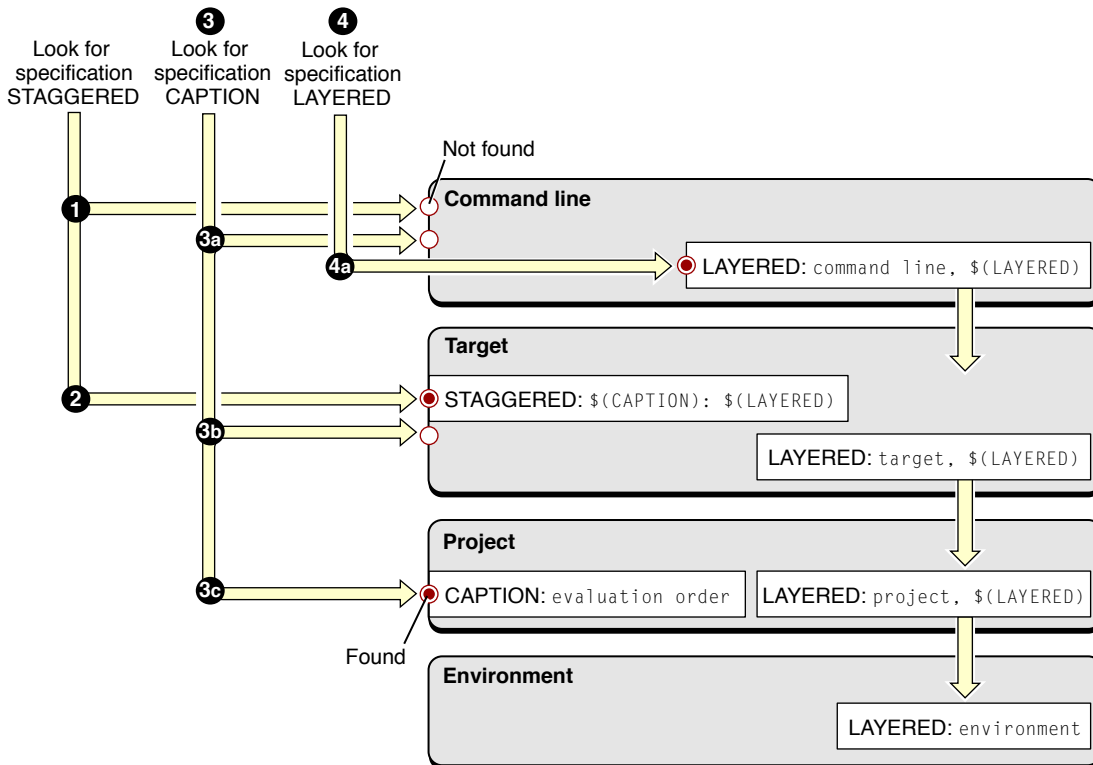 3
4
Look for
specification
STAGGERED
Look for
specification
CAPTION
Look for
specification
LAYERED
Not found
1
Command line
3a
4a
LAYERED: command line, $(LAYERED)
Target
2
STAGGERED: $(CAPTION): $(LAYERED)
3b
LAYERED: target, $(LAYERED)
Project
3c
CAPTION: evaluation order
LAYERED: project, $(LAYERED)
Found
Environment
LAYERED: environment